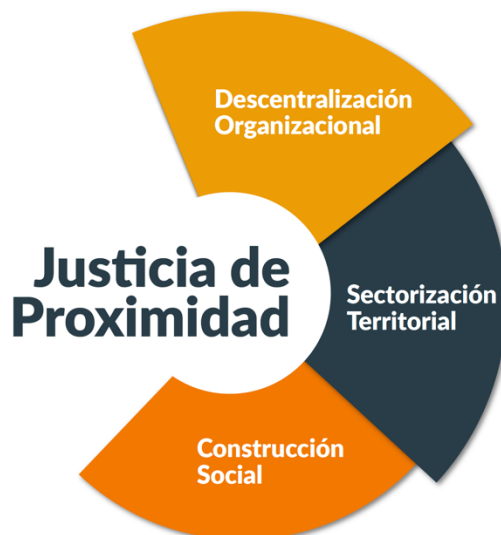 Descentralización
Organizacional
Justicia de
Proximidad
Sectorización
Territorial
Construcción
Social